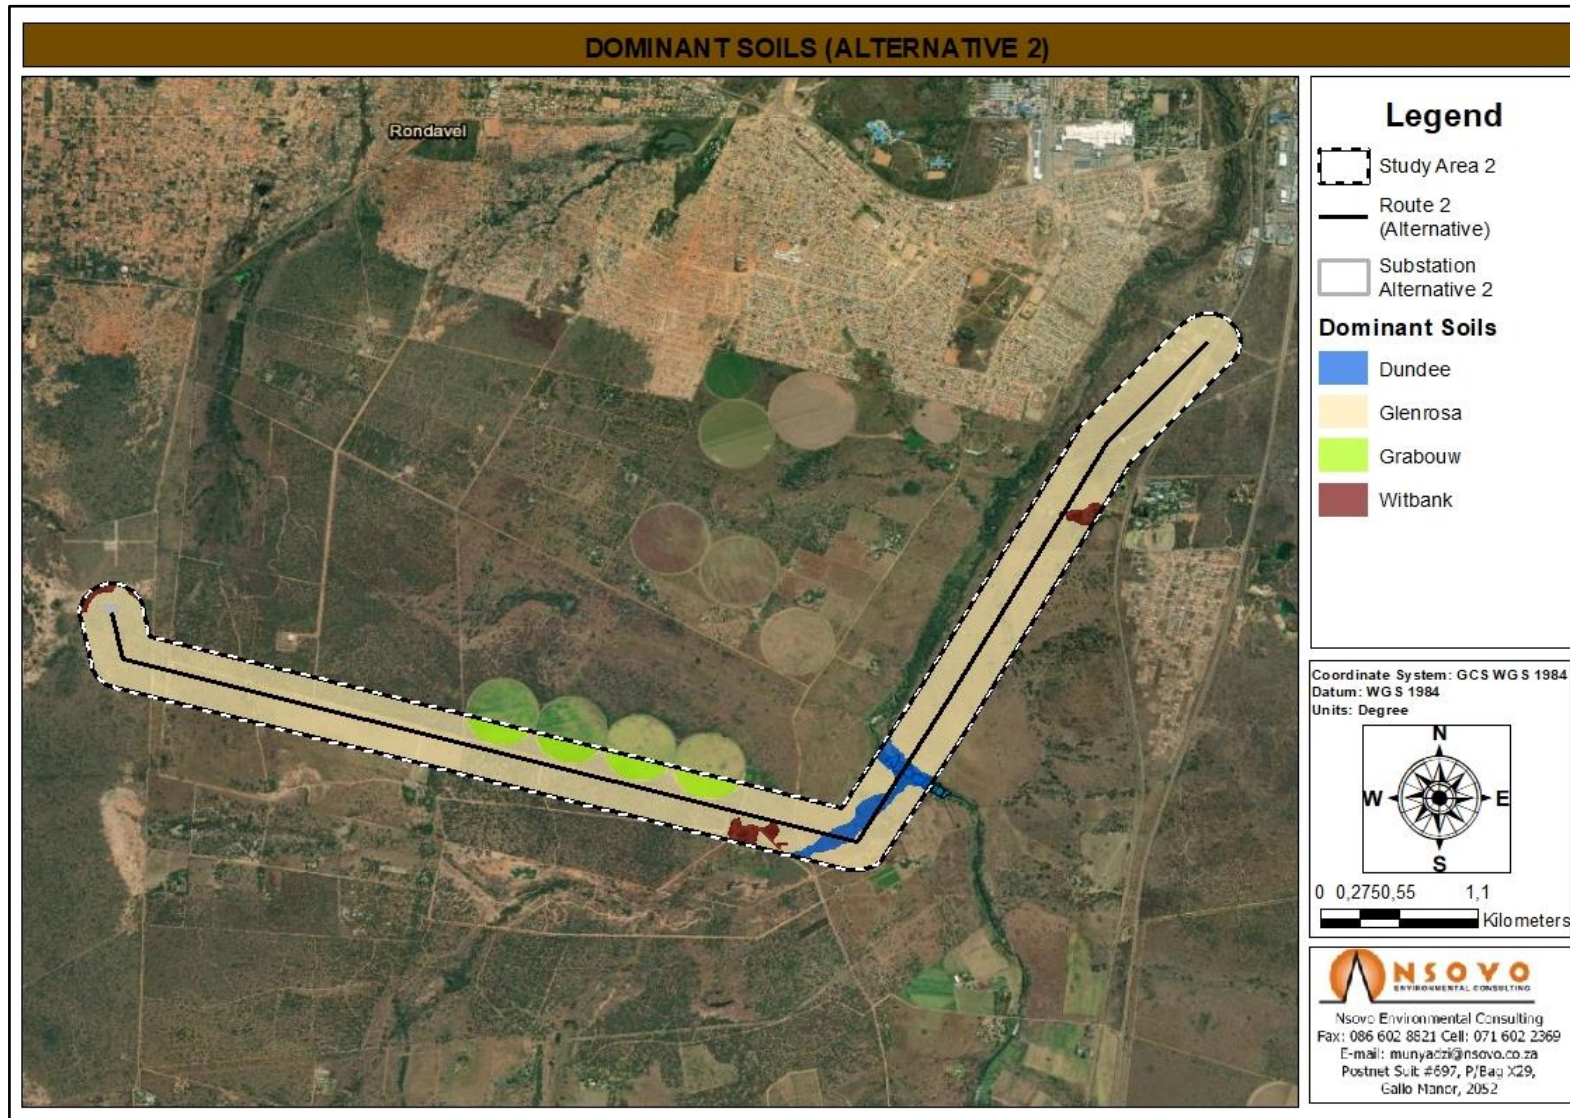 DOMINANT SOILS (ALTERNATIVE 2)
Rondavel
Legend
Study Area 2
Route 2
(Alternative)
Substation
Alternative 2
Dominant Soils
Dundee
Glenrosa
Grabouw
Witbank
Coordinate System: GCS WGS 1984
Datum: WGS 1984
Units: Degree
N
W E
S
0 0,2750,55 1,1
Kilometers
NSOVO
ENVIRONMENTAL CONSULTING
Nsovo Environmental Consulting
Fax: 086 602 8821 Cell: 071 602 2369
E-mail: munyadzi@nsovo.co.za
Postnet Suit #697, P/Bag X29,
Gallo Manor, 2052